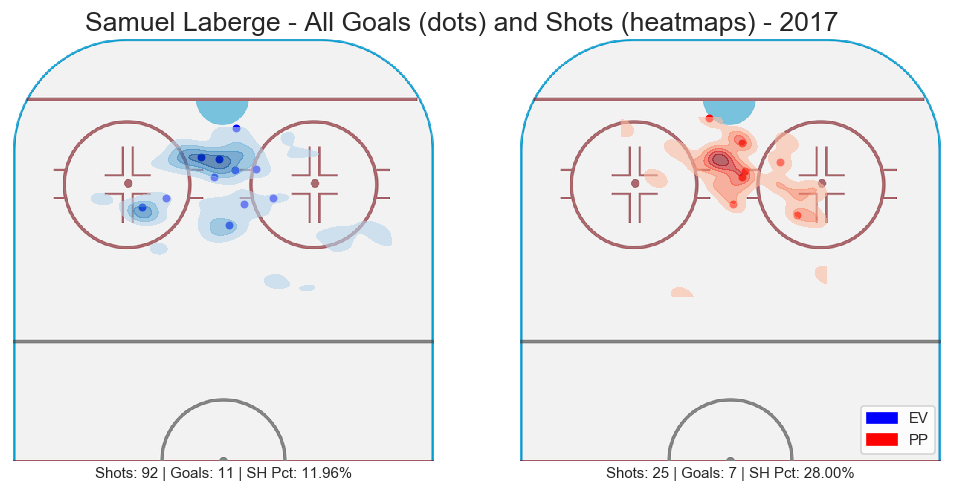 Samuel Laberge - All Goals (dots) and Shots (heatmaps) - 2017
EV
PP
Shots: 92 | Goals: 11 | SH Pct: 11.96%
Shots: 25 | Goals: 7 | SH Pct: 28.00%